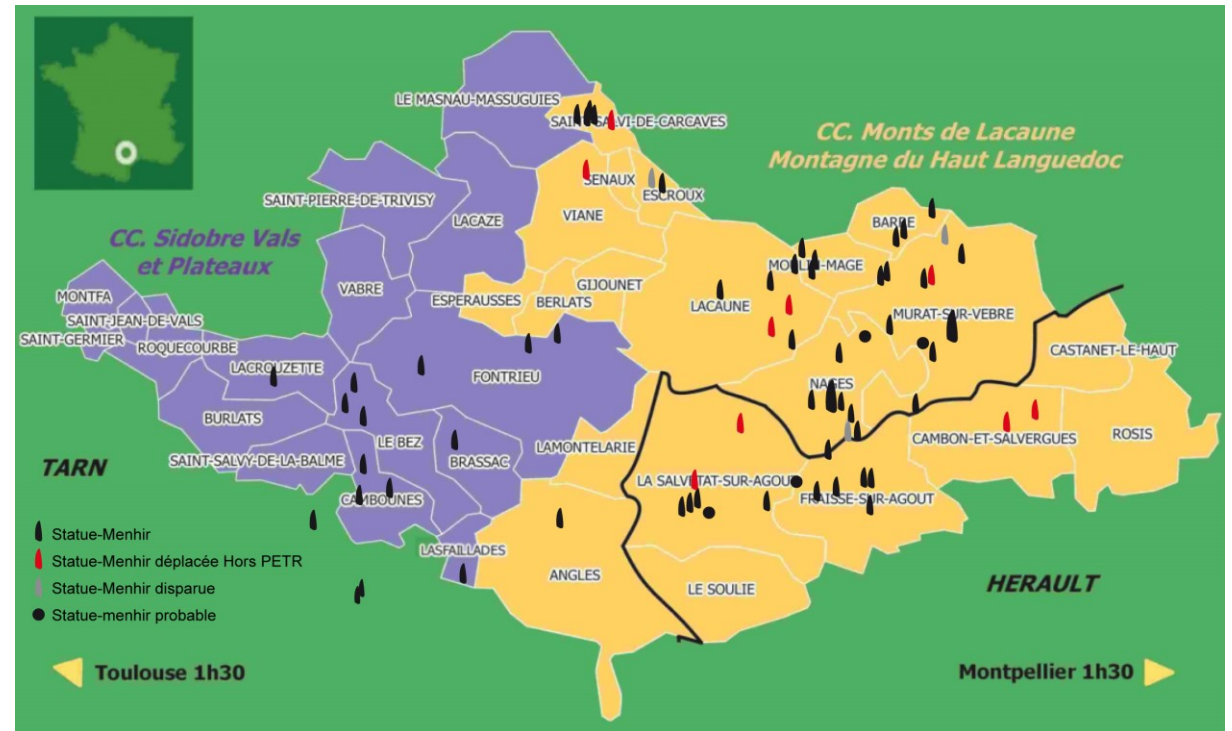 LE MASNAU-MASSUGUIES
SAINT-SALVI-DE-CARCAVES
CC. Monts de Lacaune
Montagne du Haut Languedoc
SENAUX
ESCROUX
SAINT-PIERRE-DE-TRIVISY
LACAZE
VIANE
BARRE
CC. Sidobre Vals
et Plateaux
MOULIN-MAGE
GIJOUNET
VABRE
MONTFA
ESPERAUSSES
BERLATS
LACAUNE
MURAT-SUR-VEBRE
SAINT-JEAN-DE-VALS
SAINT-GERMIER
ROQUECOURBE
CASTANET-LE-HAUT
LACROUZETTE
FONTRIEU
NAGES
BURLATS
LE BEZ
LAMONTELARIE
CAMBON-ET-SALVERGUES
ROSIS
TARN
SAINT-SALVY-DE-LA-BALME
BRASSAC
LA SALVETAT-SUR-AGOUT
CAMBOUNES
FRAISSE-SUR-AGOUT
Statue-Menhir
LASFAILLADES
Statue-Menhir déplacée Hors PETR
ANGLES
LE SOULIE
HERAULT
Statue-Menhir disparue
Statue-menhir probable
Toulouse 1h30
Montpellier 1h30